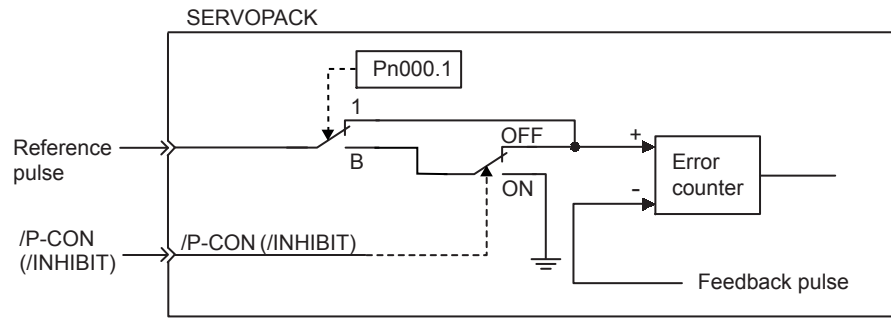 SERVOPACK
Pn000.1
1
Reference
pulse
B
OFF
ON
+
-
Error
counter
/P-CON
(/INHIBIT)
/P-CON (/INHIBIT)
Feedback pulse